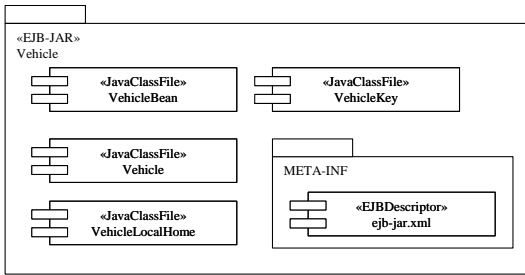 «EJB-JAR»
Vehicle
«JavaClassFile»
VehicleBean
«JavaClassFile»
VehicleKey
«JavaClassFile»
Vehicle
META-INF
«EJBDescriptor»
ejb-jar.xml
«JavaClassFile»
VehicleLocalHome